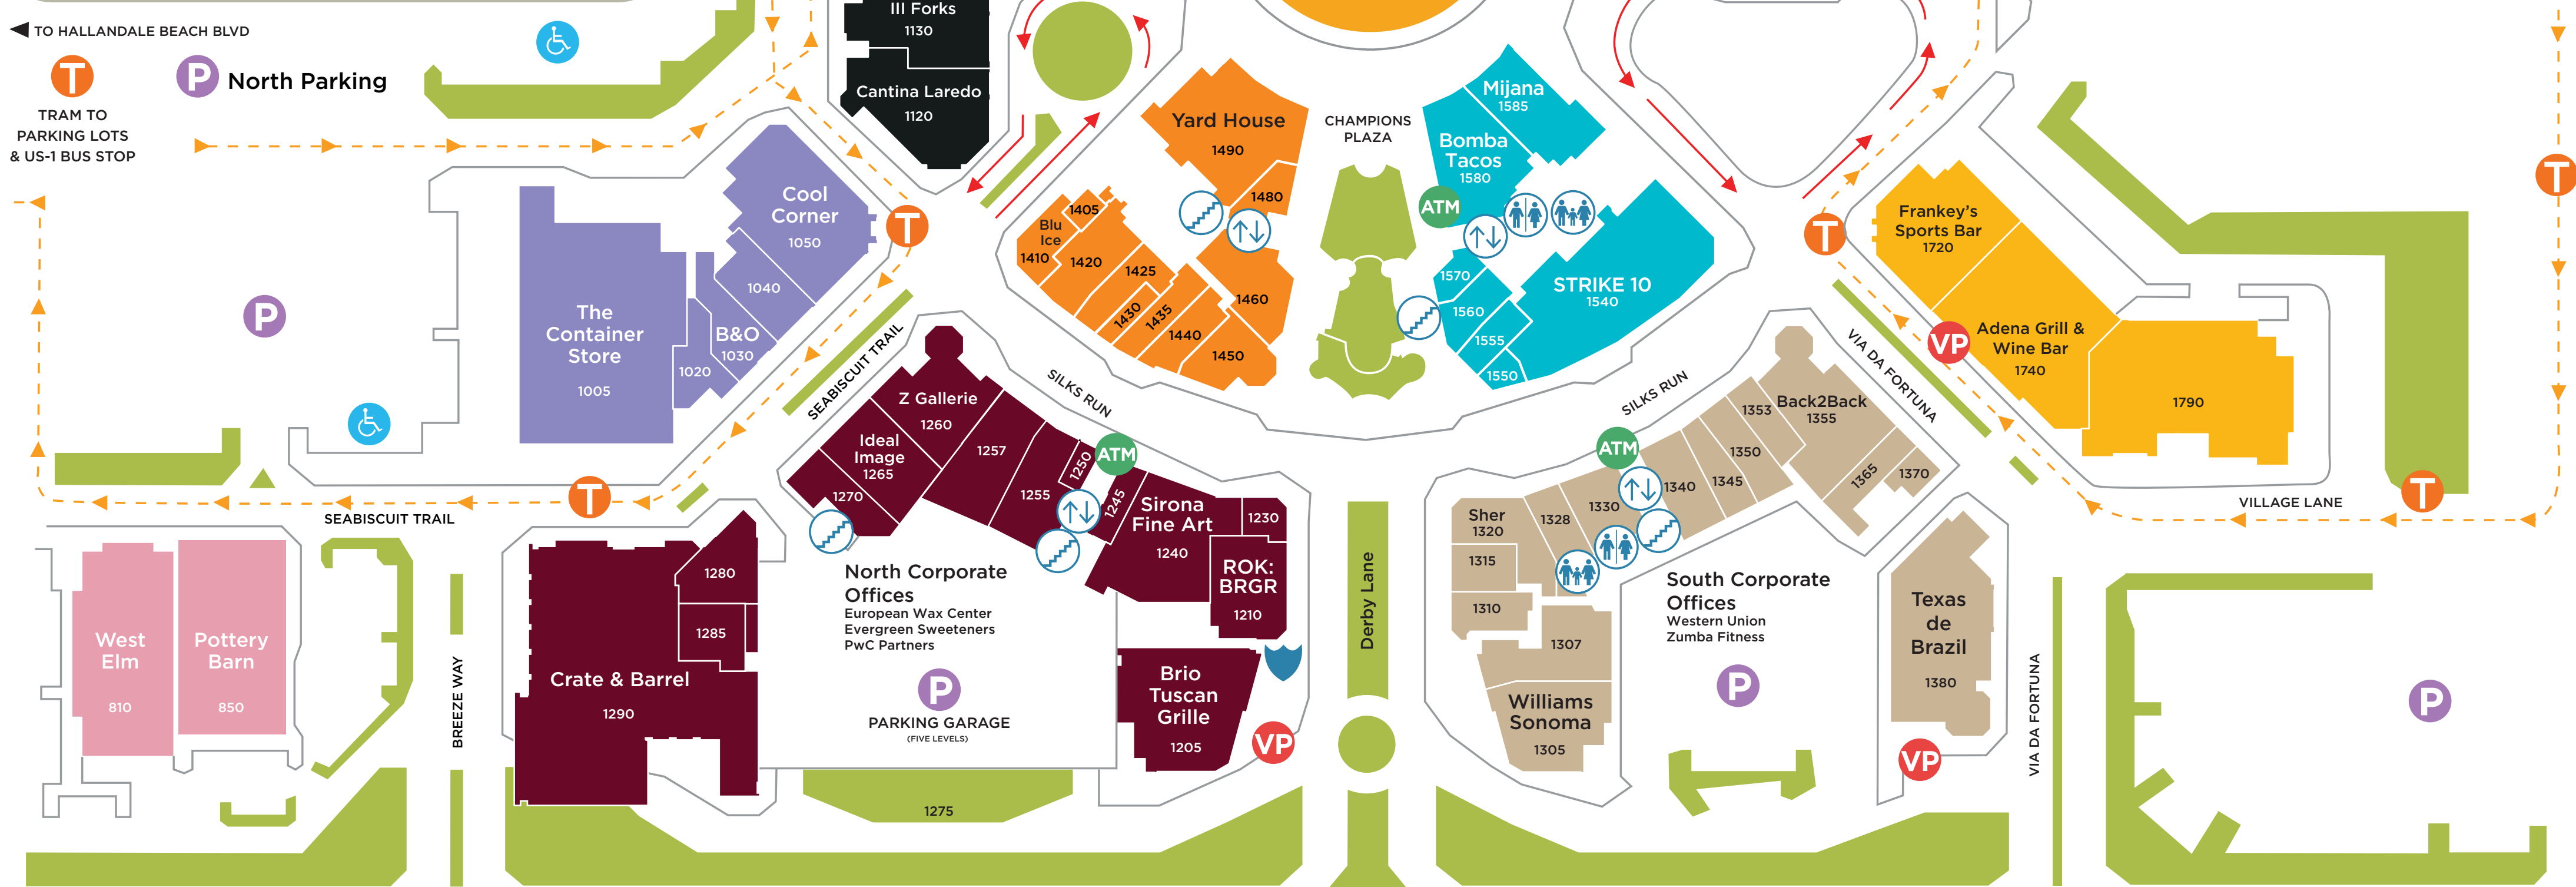 TO HALLANDALE BEACH BLVD
T
TRAM TO
PARKING LOTS
& US-1 BUS STOP
P
North Parking
III Forks
1130
Cantina Laredo
1120
Cool
Corner
1050
T
The
Container
Store
1005
1040
B&O
1030
1020
P
SEABISCUIT TRAIL
T
SEABISCUIT TRAIL
Yard House
1490
1480
1405
Blu
Ice
1410
1420
1425
1430
1435
1440
1450
1460
CHAMPIONS
PLAZA
Mijana
1585
Bomba
Tacos
1580
ATM
1570
1560
1555
1550
STRIKE 10
1540
T
Frankey's
Sports Bar
1720
VP
Adena Grill &
Wine Bar
1740
1790
T
T
VILLAGE LANE
VIA DA FORTUNA
SILKS RUN
SILKS RUN
Z Gallerie
1260
Ideal
Image
1265
1270
1257
1255
1250
ATM
1245
Sirona
Fine Art
1240
1230
ROK:
BRGR
1210
Brio
Tuscan
Grille
1205
VP
North Corporate
Offices
European Wax Center
Evergreen Sweeteners
PwC Partners
P
PARKING GARAGE
(FIVE LEVELS)
1275
1280
1285
Crate & Barrel
1290
BREEZE WAY
West
Elm
810
Pottery
Barn
850
Derby Lane
Sher
1320
1315
1310
1328
1330
ATM
1340
1345
1350
1353
Back2Back
1355
1365
1370
1307
Williams
Sonoma
1305
South Corporate
Offices
Western Union
Zumba Fitness
P
Texas
de
Brazil
1380
VP
VIA DA FORTUNA
P